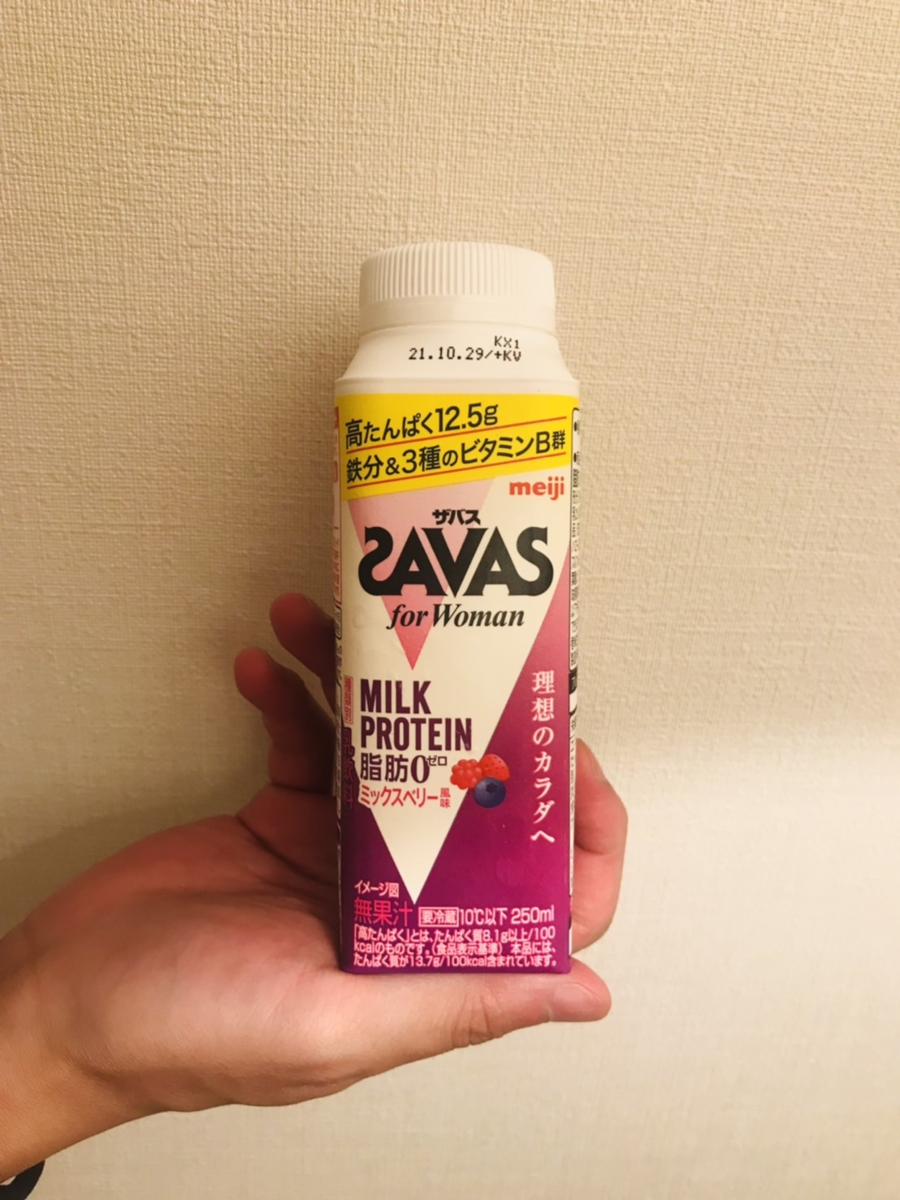 KX1
21.10.29/+KV
高たんぱく12.5g
鉄分&3種のビタミンB群
meiji
ザバス
SAVAS
for Woman
MILK
PROTEIN
脂肪0ゼロ
ミックスベリー風味
理想のカラダへ
イメージ図
無果汁 要冷蔵 10℃以下 250ml
「高たんぱく」とは、たんぱく質8.1g以上/100
kcalのものです。(食品表示基準) 本品には、
たんぱく質が13.7g/100kcal含まれています。